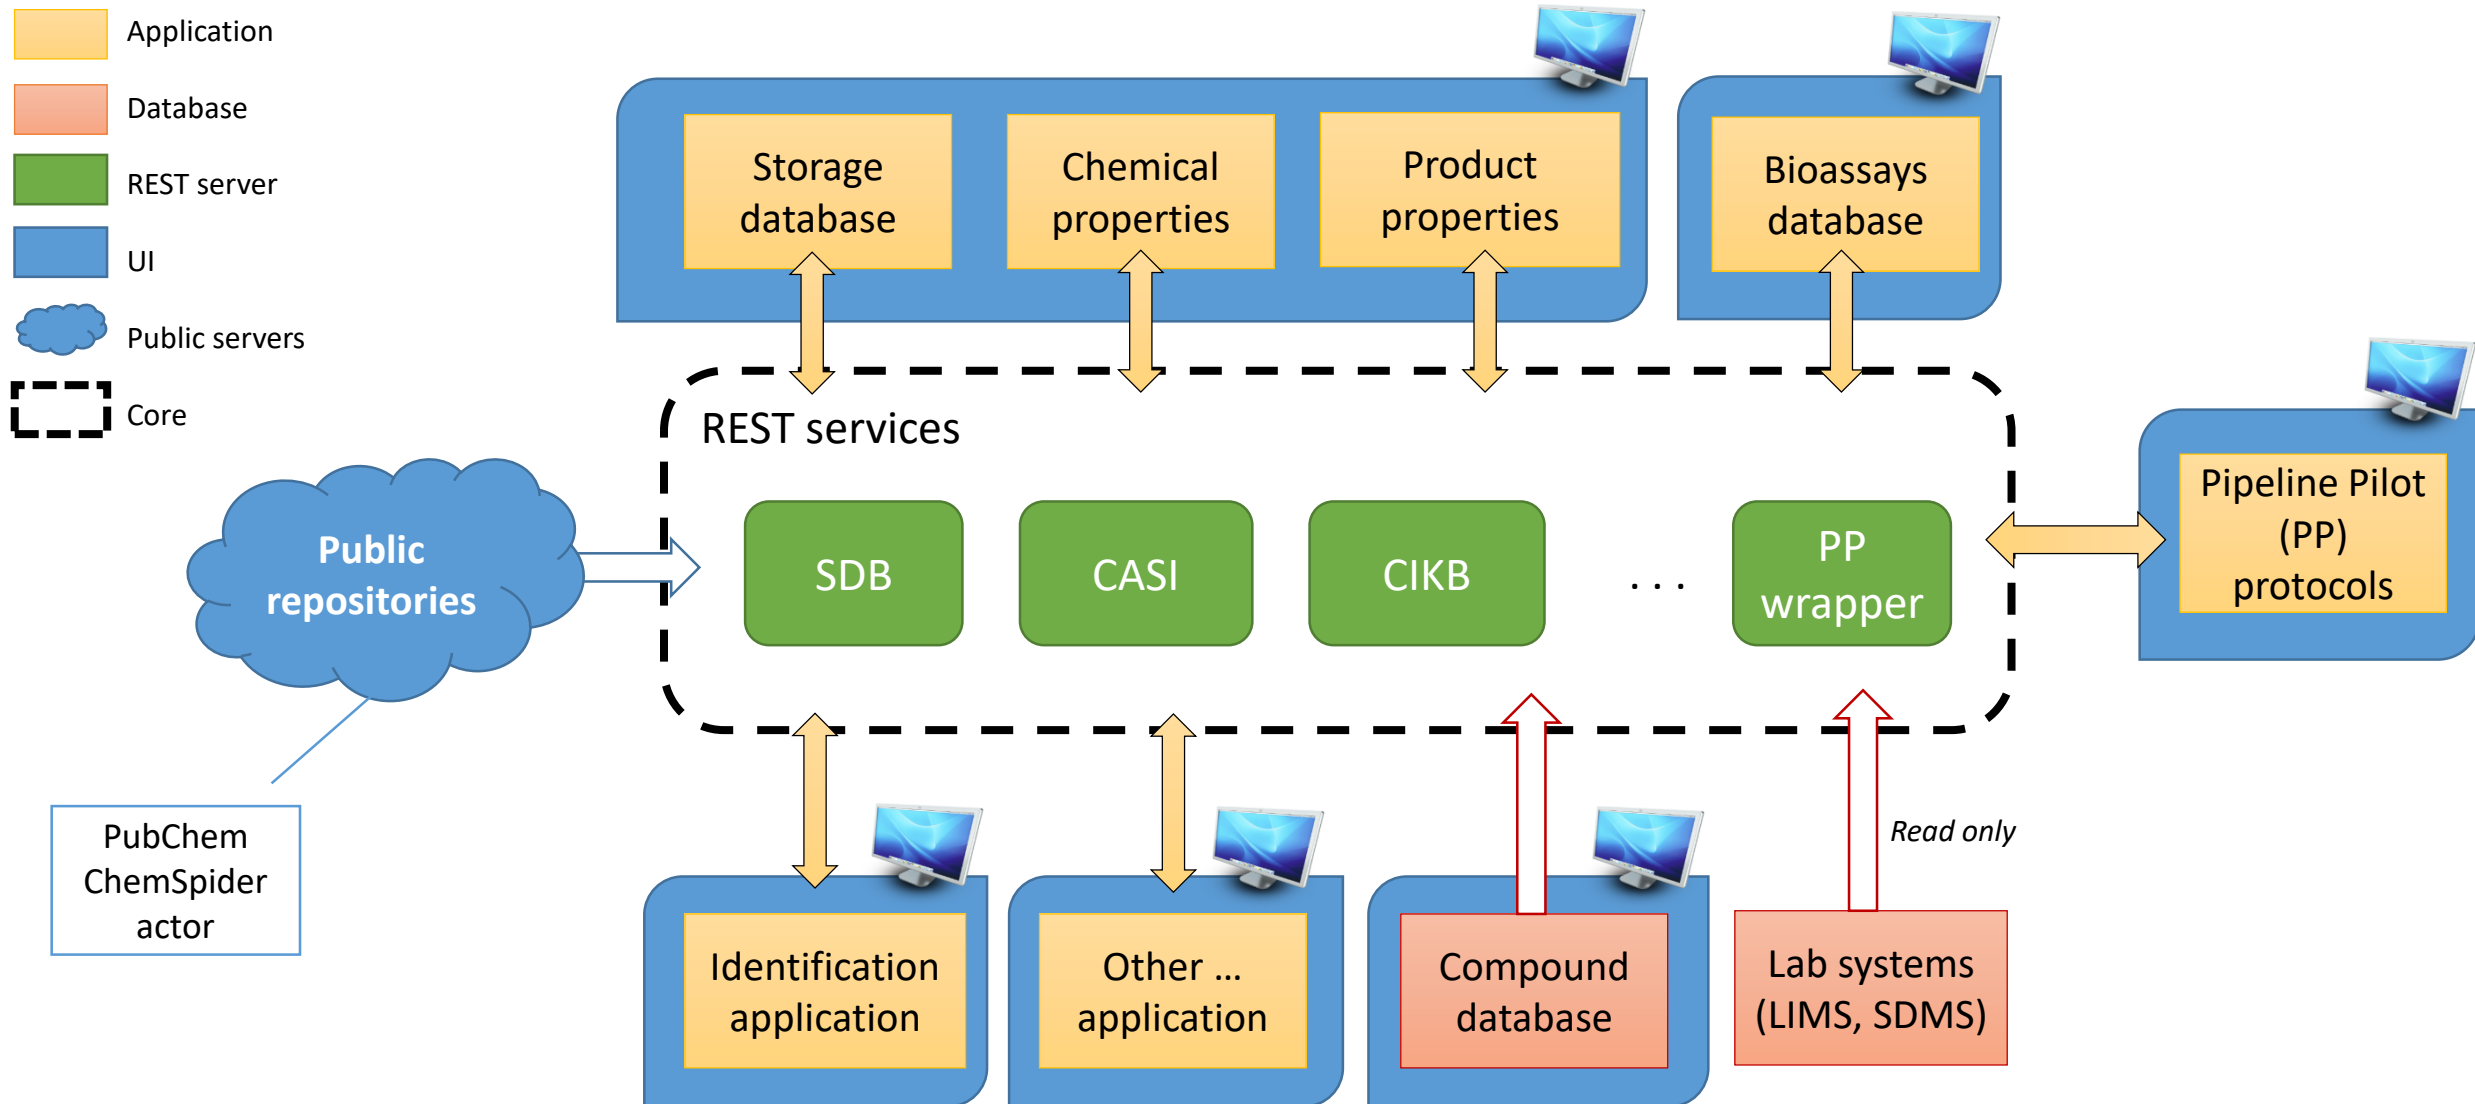 Application
Database
REST server
UI
Public servers
Core
Storage
database
Chemical
properties
Product
properties
Bioassays
database
REST services
Public
repositories
SDB
CASI
CIKB
. . .
PP
wrapper
Pipeline Pilot
(PP)
protocols
PubChem
ChemSpider
actor
Read only
Identification
application
Other ...
application
Compound
database
Lab systems
(LIMS, SDMS)